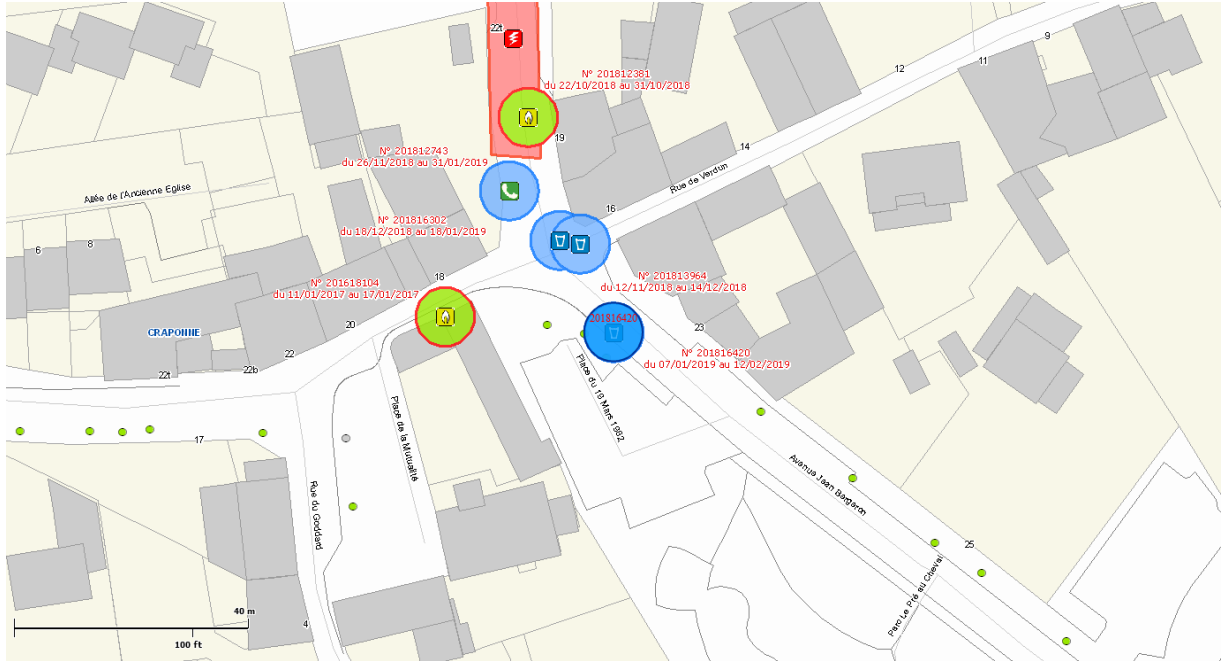 22t
9
11
12
N° 201812381
du 22/10/2018 au 31/10/2018
19
14
N° 201812743
du 26/11/2018 au 31/01/2019
Rue de Verdun
Allée de l'Ancienne Eglise
16
N° 201816302
du 18/12/2018 au 18/01/2019
6
8
18
N° 201618104
du 11/01/2017 au 17/01/2017
N° 201813964
du 12/11/2018 au 14/12/2018
201816420
20
CRAPONNE
23
22
N° 201816420
du 07/01/2019 au 12/02/2019
22t
22b
Place du 19 Mars 1962
Place de la Mutualité
17
Avenue Jean Bergeron
Rue du Goddard
25
Parc Le Pré au Cheval
40 m
4
100 ft